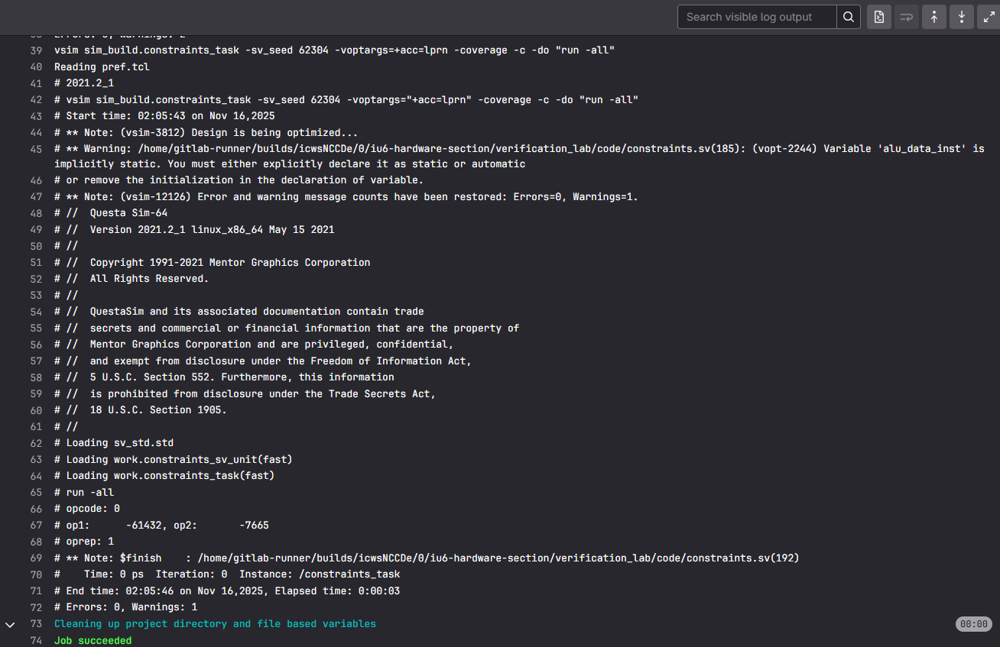 Search visible log output
39 vsim sim_build.constraints_task -sv_seed 62304 -voptargs=+acc=lprn -coverage -c -do "run -all"
40 Reading pref.tcl
41 # 2021.2_1
42 # vsim sim_build.constraints_task -sv_seed 62304 -voptargs="+acc=lprn" -coverage -c -do "run -all"
43 # Start time: 02:05:43 on Nov 16,2025
44 # ** Note: (vsim-3812) Design is being optimized...
45 # ** Warning: /home/gitlab-runner/builds/icwsNCCDe/0/iu6-hardware-section/verification_lab/code/constraints.sv(185): (vopt-2244) Variable 'alu_data_inst' is
implicitly static. You must either explicitly declare it as static or automatic
46 # or remove the initialization in the declaration of variable.
47 # ** Note: (vsim-12126) Error and warning message counts have been restored: Errors=0, Warnings=1.
48 # //  Questa Sim-64
49 # //  Version 2021.2_1 linux_x86_64 May 15 2021
50 # //
51 # //  Copyright 1991-2021 Mentor Graphics Corporation
52 # //  All Rights Reserved.
53 # //
54 # //  QuestaSim and its associated documentation contain trade
55 # //  secrets and commercial or financial information that are the property of
56 # //  Mentor Graphics Corporation and are privileged, confidential,
57 # //  and exempt from disclosure under the Freedom of Information Act,
58 # //  5 U.S.C. Section 552. Furthermore, this information
59 # //  is prohibited from disclosure under the Trade Secrets Act,
60 # //  18 U.S.C. Section 1905.
61 # //
62 # Loading sv_std.std
63 # Loading work.constraints_sv_unit(fast)
64 # Loading work.constraints_task(fast)
65 # run -all
66 # opcode: 0
67 # op1:      -61432, op2:       -7665
68 # oprep: 1
69 # ** Note: $finish    : /home/gitlab-runner/builds/icwsNCCDe/0/iu6-hardware-section/verification_lab/code/constraints.sv(192)
70 #    Time: 0 ps  Iteration: 0  Instance: /constraints_task
71 # End time: 02:05:46 on Nov 16,2025, Elapsed time: 0:00:03
72 # Errors: 0, Warnings: 1
73 Cleaning up project directory and file based variables 00:00
74 Job succeeded